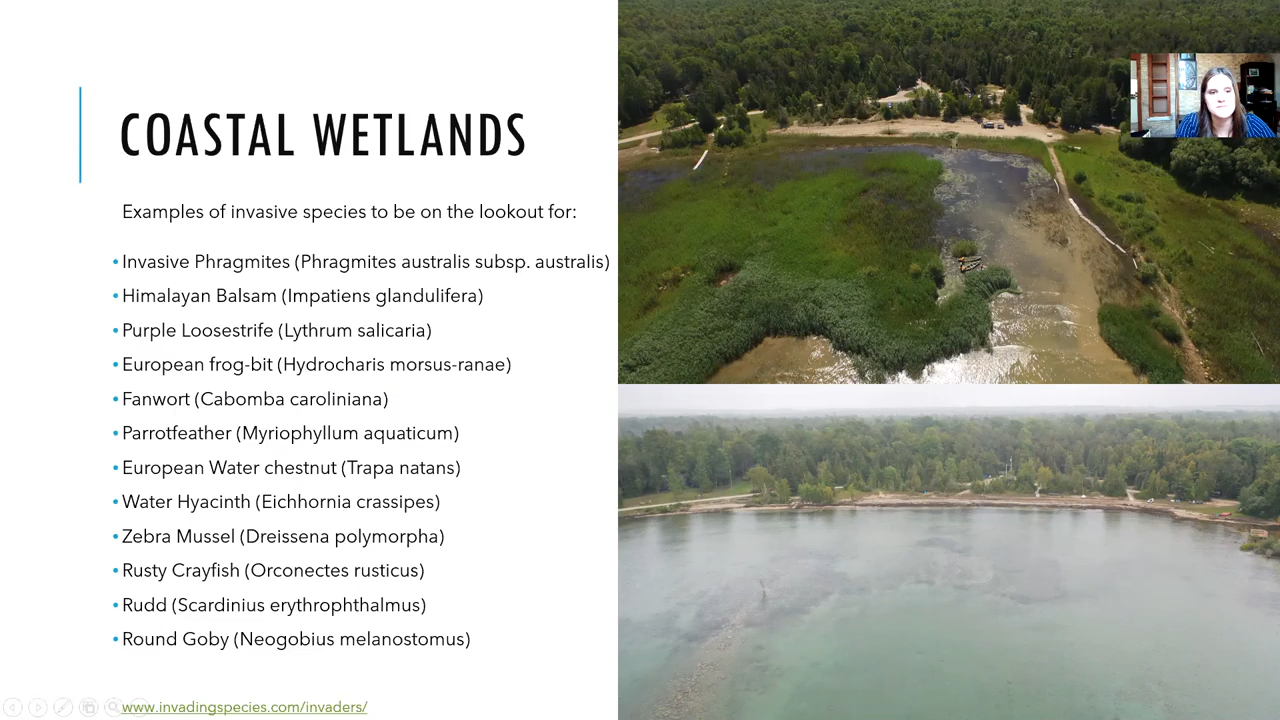 COASTAL WETLANDS
Examples of invasive species to be on the lookout for:
• Invasive Phragmites (Phragmites australis subsp. australis)
• Himalayan Balsam (Impatiens glandulifera)
• Purple Loosestrife (Lythrum salicaria)
• European frog-bit (Hydrocharis morsus-ranae)
• Fanwort (Cabomba caroliniana)
• Parrotfeather (Myriophyllum aquaticum)
• European Water chestnut (Trapa natans)
• Water Hyacinth (Eichhornia crassipes)
• Zebra Mussel (Dreissena polymorpha)
• Rusty Crayfish (Orconectes rusticus)
• Rudd (Scardinius erythrophthalmus)
• Round Goby (Neogobius melanostomus)
www.invadingspecies.com/invaders/